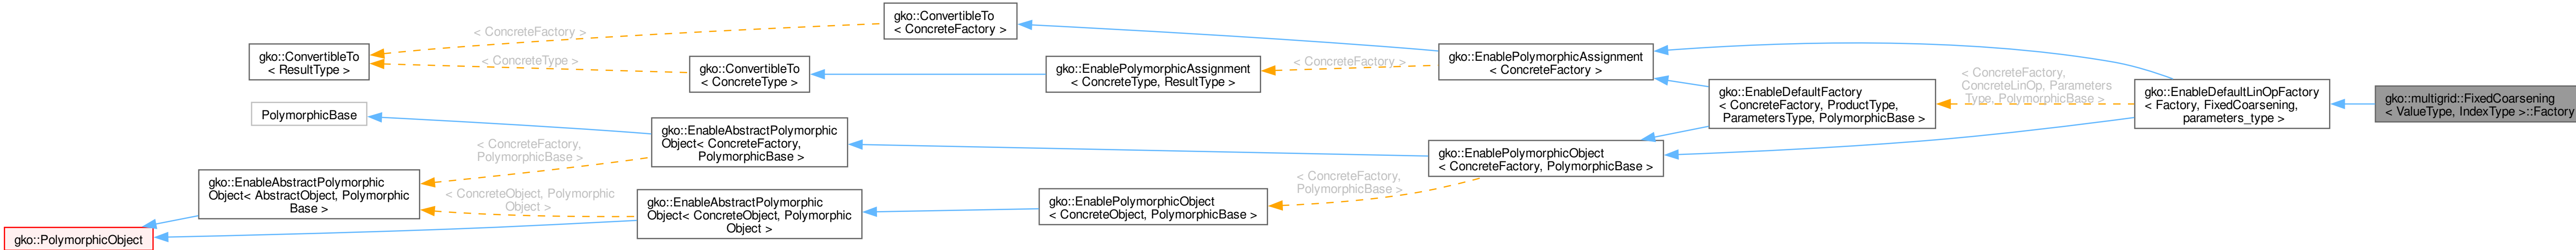 gko::ConvertibleTo
< ConcreteFactory >
< ConcreteFactory >
gko::ConvertibleTo
< ResultType >
< ConcreteType >
gko::ConvertibleTo
< ConcreteType >
gko::EnablePolymorphicAssignment
< ConcreteType, ResultType >
< ConcreteFactory >
gko::EnablePolymorphicAssignment
< ConcreteFactory >
gko::EnableDefaultFactory
< ConcreteFactory, ProductType,
ParametersType, PolymorphicBase >
< ConcreteFactory,
ConcreteLinOp, Parameters
Type, PolymorphicBase >
gko::EnableDefaultLinOpFactory
< Factory, FixedCoarsening,
parameters_type >
gko::multigrid::FixedCoarsening
< ValueType, IndexType >::Factory
PolymorphicBase
gko::EnableAbstractPolymorphic
Object< ConcreteFactory,
PolymorphicBase >
< ConcreteFactory,
PolymorphicBase >
gko::EnablePolymorphicObject
< ConcreteFactory, PolymorphicBase >
gko::EnableAbstractPolymorphic
Object< AbstractObject, Polymorphic
Base >
< ConcreteObject, Polymorphic
Object >
gko::EnableAbstractPolymorphic
Object< ConcreteObject, Polymorphic
Object >
gko::EnablePolymorphicObject
< ConcreteObject, PolymorphicBase >
< ConcreteFactory,
PolymorphicBase >
gko::PolymorphicObject